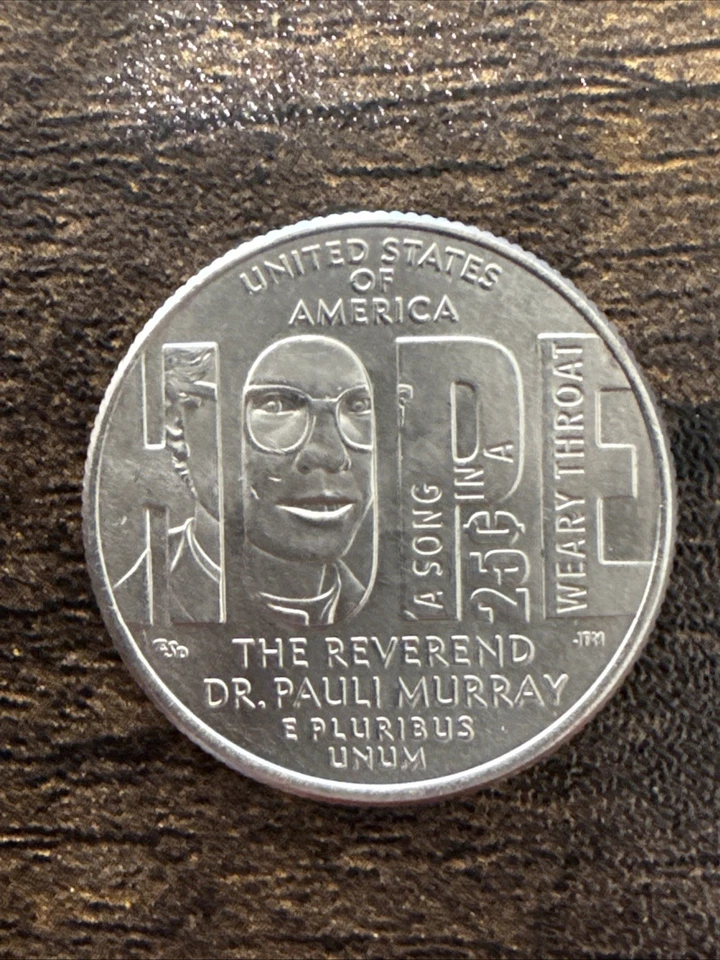 UNITED STATES
OF
AMERICA
HOPE
'A SONG
IN A
25¢
WEARY THROAT
THE REVEREND
DR. PAULI MURRAY
E PLURIBUS
UNUM